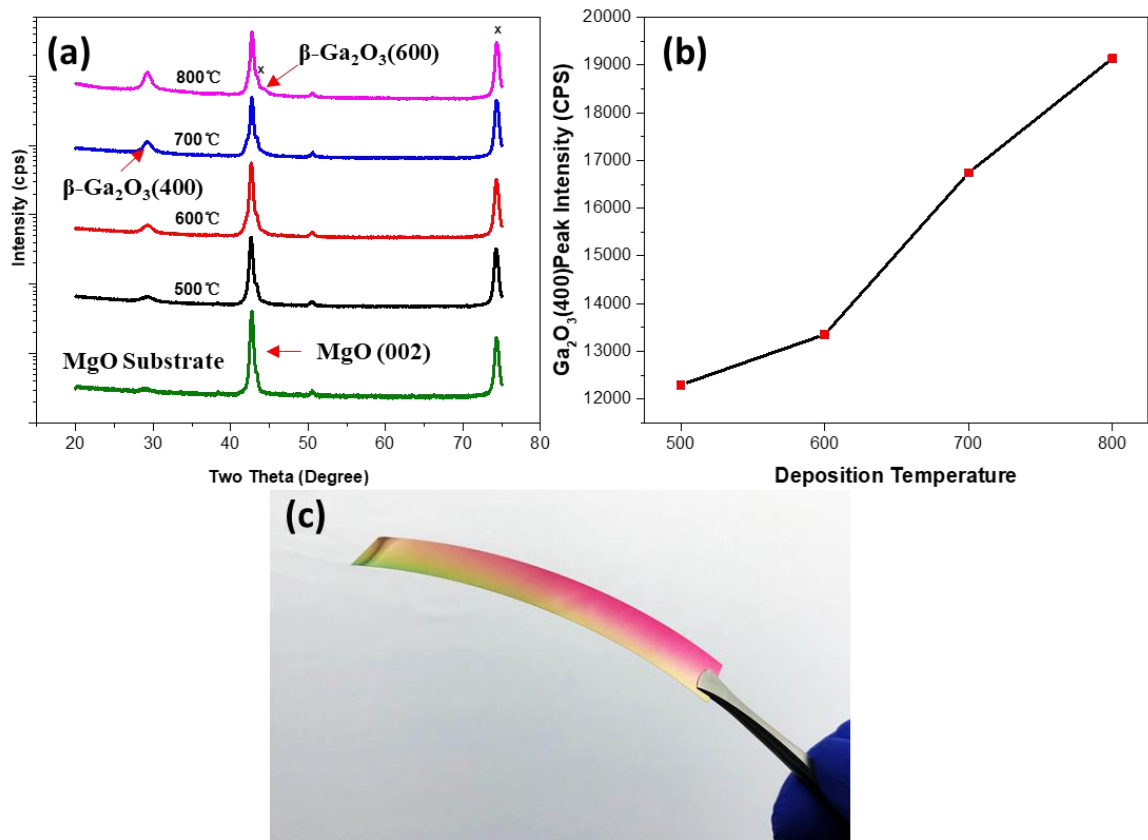 (a)
x
β-Ga₂O₃(600)
800℃
x
700℃
β-Ga₂O₃(400)
600℃
500℃
MgO Substrate
MgO (002)
Intensity (cps)
20 30 40 50 60 70 80
Two Theta (Degree)
(b)
20000
19000
18000
17000
16000
15000
14000
13000
12000
Ga₂O₃(400)Peak Intensity (CPS)
500 600 700 800
Deposition Temperature
(c)